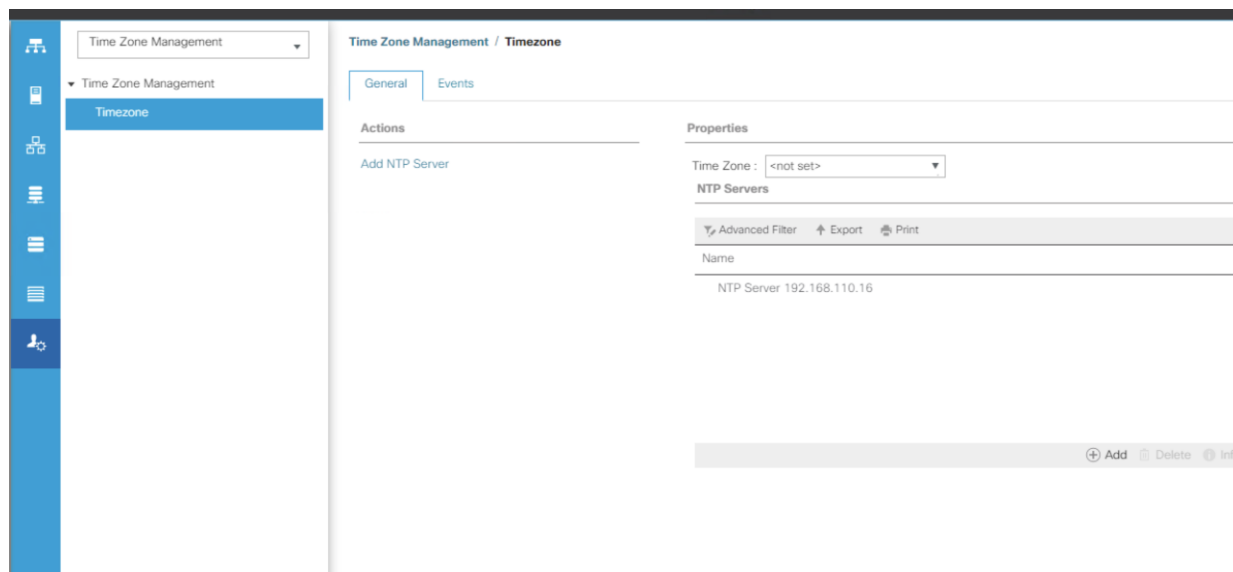 Time Zone Management
Time Zone Management
Timezone
Time Zone Management / Timezone
General Events
Actions
Add NTP Server
Properties
Time Zone : <not set>
NTP Servers
Advanced Filter Export Print
Name
NTP Server 192.168.110.16
Add Delete Inf